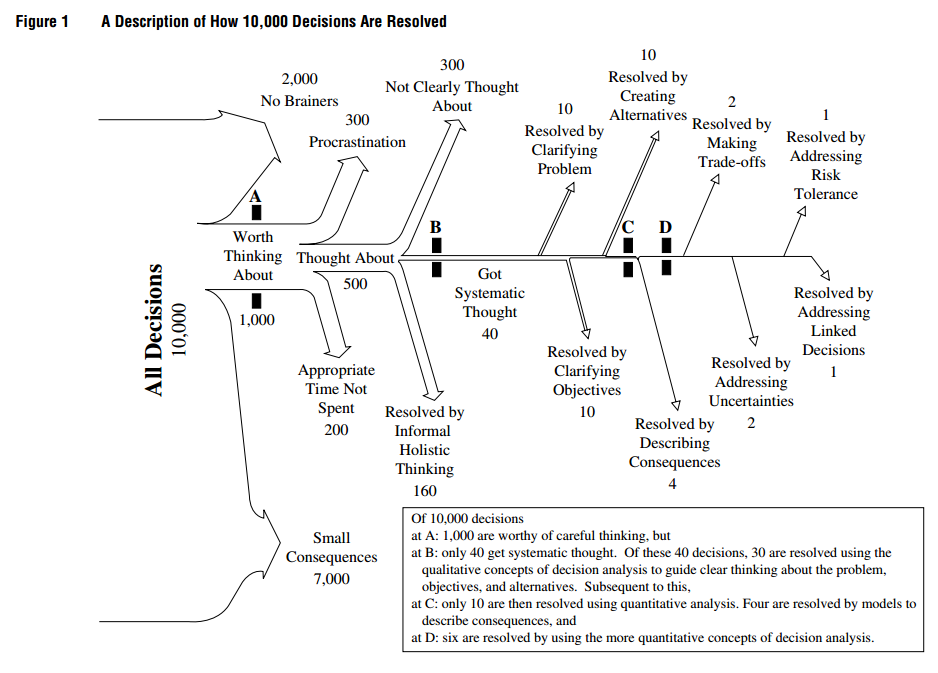 Figure 1 A Description of How 10,000 Decisions Are Resolved
2,000
No Brainers
300
Procrastination
300
Not Clearly Thought
About
10
Resolved by
Clarifying
Problem
10
Resolved by
Creating
Alternatives
2
Resolved by
Making
Trade-offs
1
Resolved by
Addressing
Risk
Tolerance
All Decisions
10,000
A
Worth
Thinking
About
1,000
Thought About
500
B
Got
Systematic
Thought
40
C
D
Appropriate
Time Not
Spent
200
Resolved by
Informal
Holistic
Thinking
160
Resolved by
Clarifying
Objectives
10
Resolved by
Describing
Consequences
4
Resolved by
Addressing
Uncertainties
2
Resolved by
Addressing
Linked
Decisions
1
Small
Consequences
7,000
Of 10,000 decisions
at A: 1,000 are worthy of careful thinking, but
at B: only 40 get systematic thought. Of these 40 decisions, 30 are resolved using the
qualitative concepts of decision analysis to guide clear thinking about the problem,
objectives, and alternatives. Subsequent to this,
at C: only 10 are then resolved using quantitative analysis. Four are resolved by models to
describe consequences, and
at D: six are resolved by using the more quantitative concepts of decision analysis.